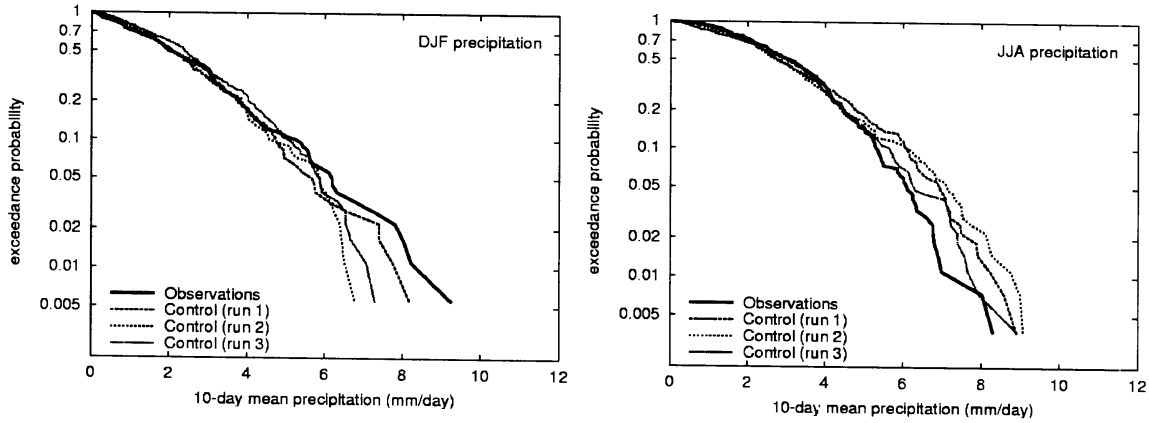 DJF precipitation
exceedance probability
1
0.7
0.5
0.2
0.1
0.05
0.02
0.01
0.005
Observations
Control (run 1)
Control (run 2)
Control (run 3)
0 2 4 6 8 10 12
10-day mean precipitation (mm/day)
JJA precipitation
exceedance probability
1
0.7
0.5
0.2
0.1
0.05
0.02
0.01
0.005
Observations
Control (run 1)
Control (run 2)
Control (run 3)
0 2 4 6 8 10 12
10-day mean precipitation (mm/day)